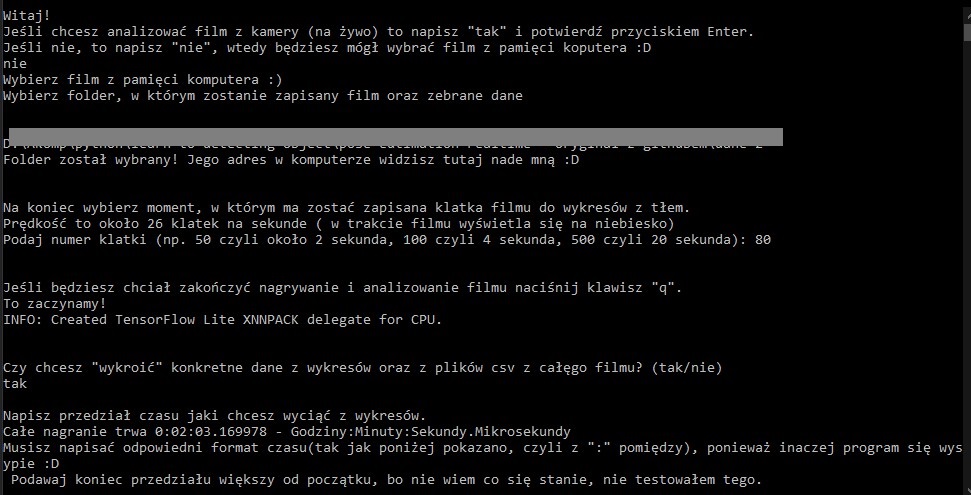 Witaj!
Jeśli chcesz analizować film z kamery (na żywo) to napisz "tak" i potwierdź przyciskiem Enter.
Jeśli nie, to napisz "nie", wtedy będziesz mógł wybrać film z pamięci koputera :D
nie
Wybierz film z pamięci komputera :)
Wybierz folder, w którym zostanie zapisany film oraz zebrane dane
Folder został wybrany! Jego adres w komputerze widzisz tutaj nade mną :D
Na koniec wybierz moment, w którym ma zostać zapisana klatka filmu do wykresów z tłem.
Prędkość to około 26 klatek na sekunde ( w trakcie filmu wyświetla się na niebiesko)
Podaj numer klatki (np. 50 czyli około 2 sekunda, 100 czyli 4 sekunda, 500 czyli 20 sekunda): 80
Jeśli będziesz chciał zakończyć nagrywanie i analizowanie filmu naciśnij klawisz "q".
To zaczynamy!
INFO: Created TensorFlow Lite XNNPACK delegate for CPU.
Czy chcesz "wykroić" konkretne dane z wykresów oraz z plików csv z całęgo filmu? (tak/nie)
tak
Napisz przedział czasu jaki chcesz wyciąć z wykresów.
Całe nagranie trwa 0:02:03.169978 - Godziny:Minuty:Sekundy.Mikrosekundy
Musisz napisać odpowiedni format czasu(tak jak poniżej pokazano, czyli z ":" pomiędzy), ponieważ inaczej program się wys
ypie :D
Podawaj koniec przedziału większy od początku, bo nie wiem co się stanie, nie testowałem tego.